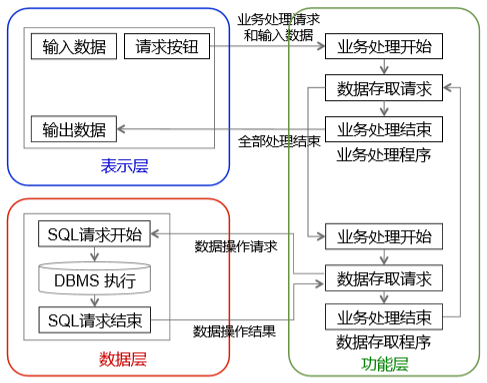 输入数据
请求按钮
输出数据
表示层
业务处理请求
和输入数据
全部处理结束
业务处理开始
数据存取请求
业务处理结束
业务处理程序
SQL请求开始
DBMS 执行
SQL请求结束
数据层
数据操作请求
数据操作结果
业务处理开始
数据存取请求
业务处理结束
数据存取程序
功能层